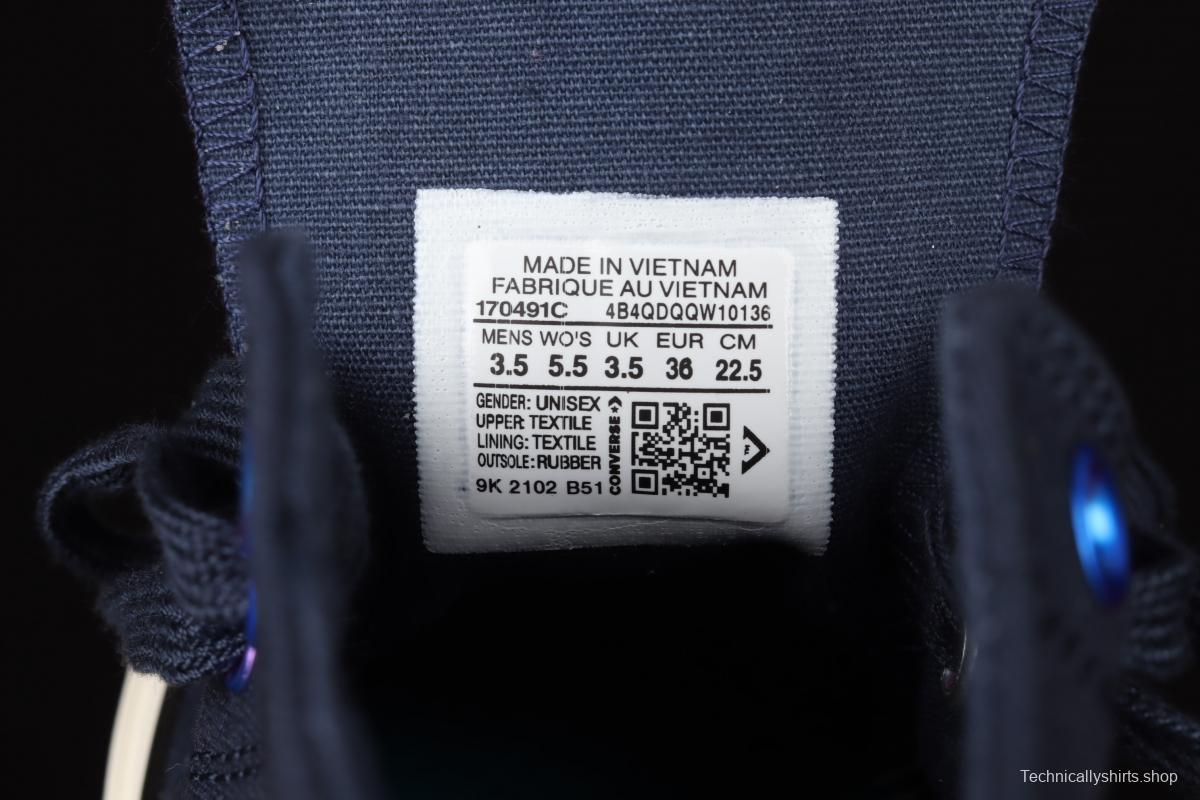 MADE IN VIETNAM
FABRIQUE AU VIETNAM
170491C 4B4QDQQW10136
MENS WO'S UK EUR CM
3.5 5.5 3.5 36 22.5
GENDER: UNISEX
UPPER: TEXTILE
LINING: TEXTILE
OUTSOLE: RUBBER
9K 2102 B51
CONVERSE
Technicallyshirts.shop